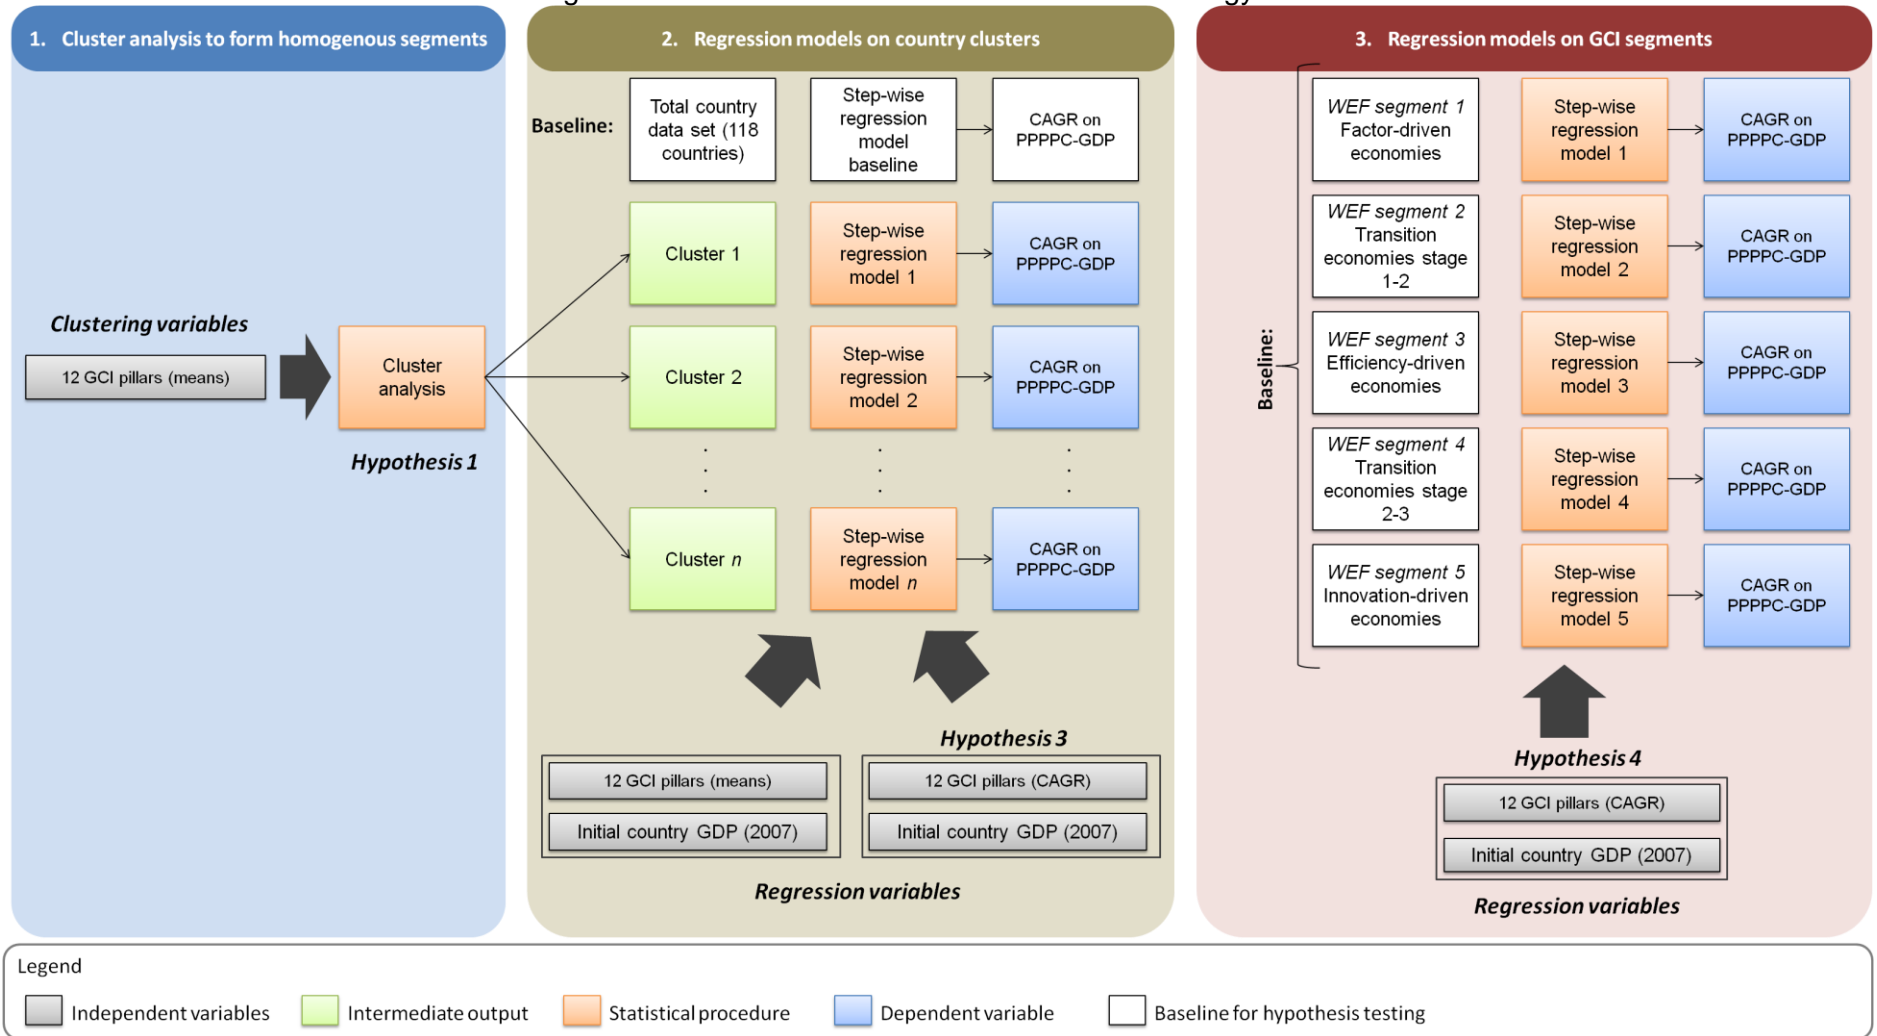 1. Cluster analysis to form homogenous segments
Clustering variables
12 GCI pillars (means)
Cluster
analysis
Hypothesis 1
2. Regression models on country clusters
Baseline:
Total country
data set (118
countries)
Step-wise
regression
model
baseline
CAGR on
PPPPC-GDP
Cluster 1
Step-wise
regression
model 1
CAGR on
PPPPC-GDP
Cluster 2
Step-wise
regression
model 2
CAGR on
PPPPC-GDP
Cluster n
Step-wise
regression
model n
CAGR on
PPPPC-GDP
Hypothesis 3
12 GCI pillars (means)
Initial country GDP (2007)
12 GCI pillars (CAGR)
Initial country GDP (2007)
Regression variables
3. Regression models on GCI segments
Baseline:
WEF segment 1
Factor-driven
economies
Step-wise
regression
model 1
CAGR on
PPPPC-GDP
WEF segment 2
Transition
economies stage
1-2
Step-wise
regression
model 2
CAGR on
PPPPC-GDP
WEF segment 3
Efficiency-driven
economies
Step-wise
regression
model 3
CAGR on
PPPPC-GDP
WEF segment 4
Transition
economies stage
2-3
Step-wise
regression
model 4
CAGR on
PPPPC-GDP
WEF segment 5
Innovation-driven
economies
Step-wise
regression
model 5
CAGR on
PPPPC-GDP
Hypothesis 4
12 GCI pillars (CAGR)
Initial country GDP (2007)
Regression variables
Legend
Independent variables
Intermediate output
Statistical procedure
Dependent variable
Baseline for hypothesis testing